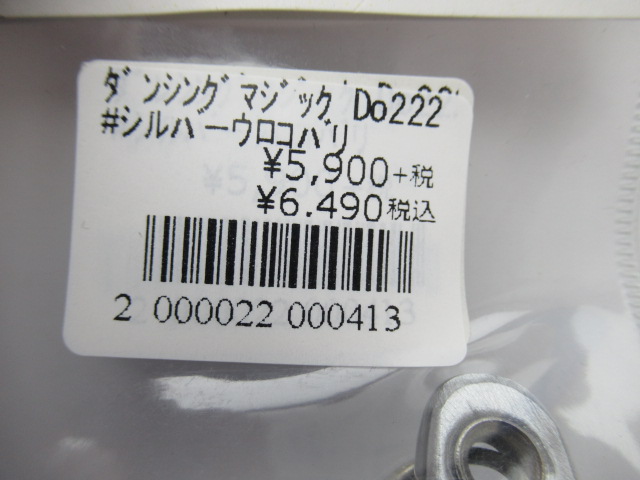 ﾀﾞﾝｼﾝｸﾞﾏｼﾞｯｸ Do222
#ｼﾙﾊﾞｰｳﾛｺﾊﾞﾘ
¥5,900+税
¥6.490税込
2 000022 000413